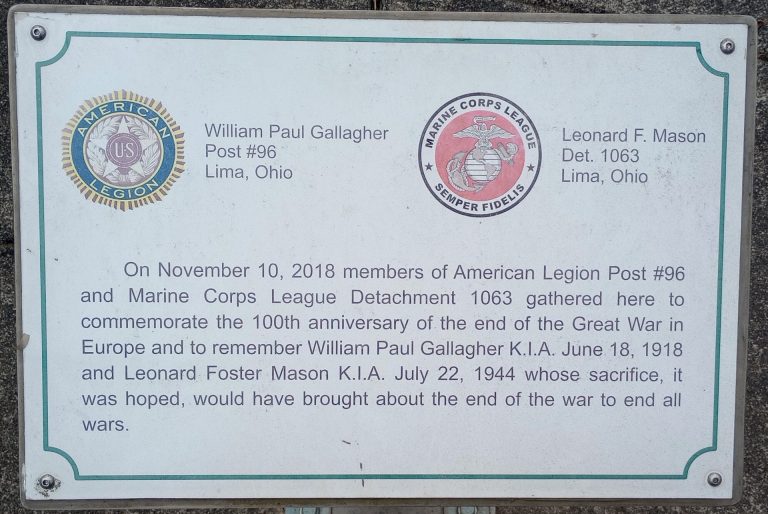 AMERICAN
US
LEGION
William Paul Gallagher
Post #96
Lima, Ohio
MARINE CORPS LEAGUE
SEMPER FIDELIS
Leonard F. Mason
Det. 1063
Lima, Ohio
On November 10, 2018 members of American Legion Post #96
and Marine Corps League Detachment 1063 gathered here to
commemorate the 100th anniversary of the end of the Great War in
Europe and to remember William Paul Gallagher K.I.A. June 18, 1918
and Leonard Foster Mason K.I.A. July 22, 1944 whose sacrifice, it
was hoped, would have brought about the end of the war to end all
wars.